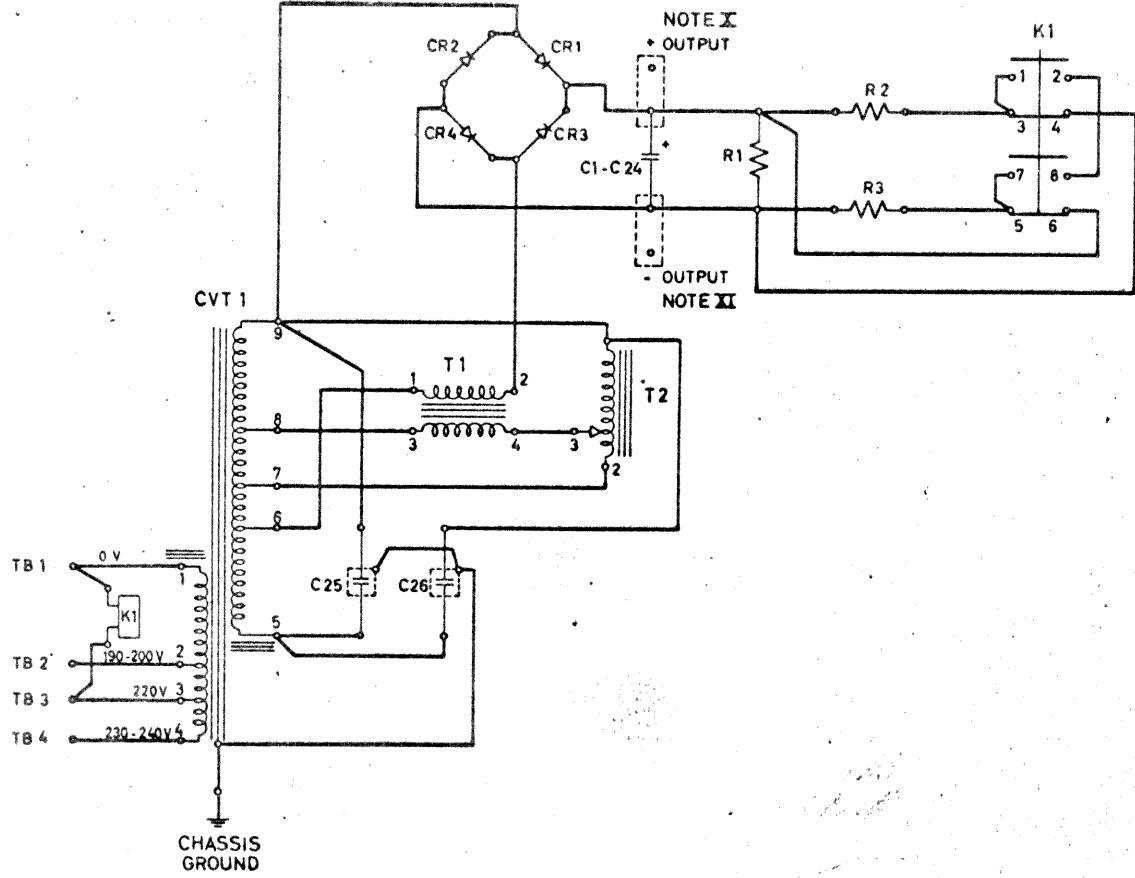 NOTE X
+ OUTPUT
K1
CR2
CR1
1
2
R2
CR4
CR3
3
4
+
C1-C24
R1
7
8
R3
5
6
- OUTPUT
NOTE XI
CVT 1
9
T1
1
2
T2
8
3
4
3
2
7
6
TB 1
0 V
1
C25
C26
K1
5
TB 2
190-200V
2
TB 3
220V
3
TB 4
230-240V
4
CHASSIS
GROUND